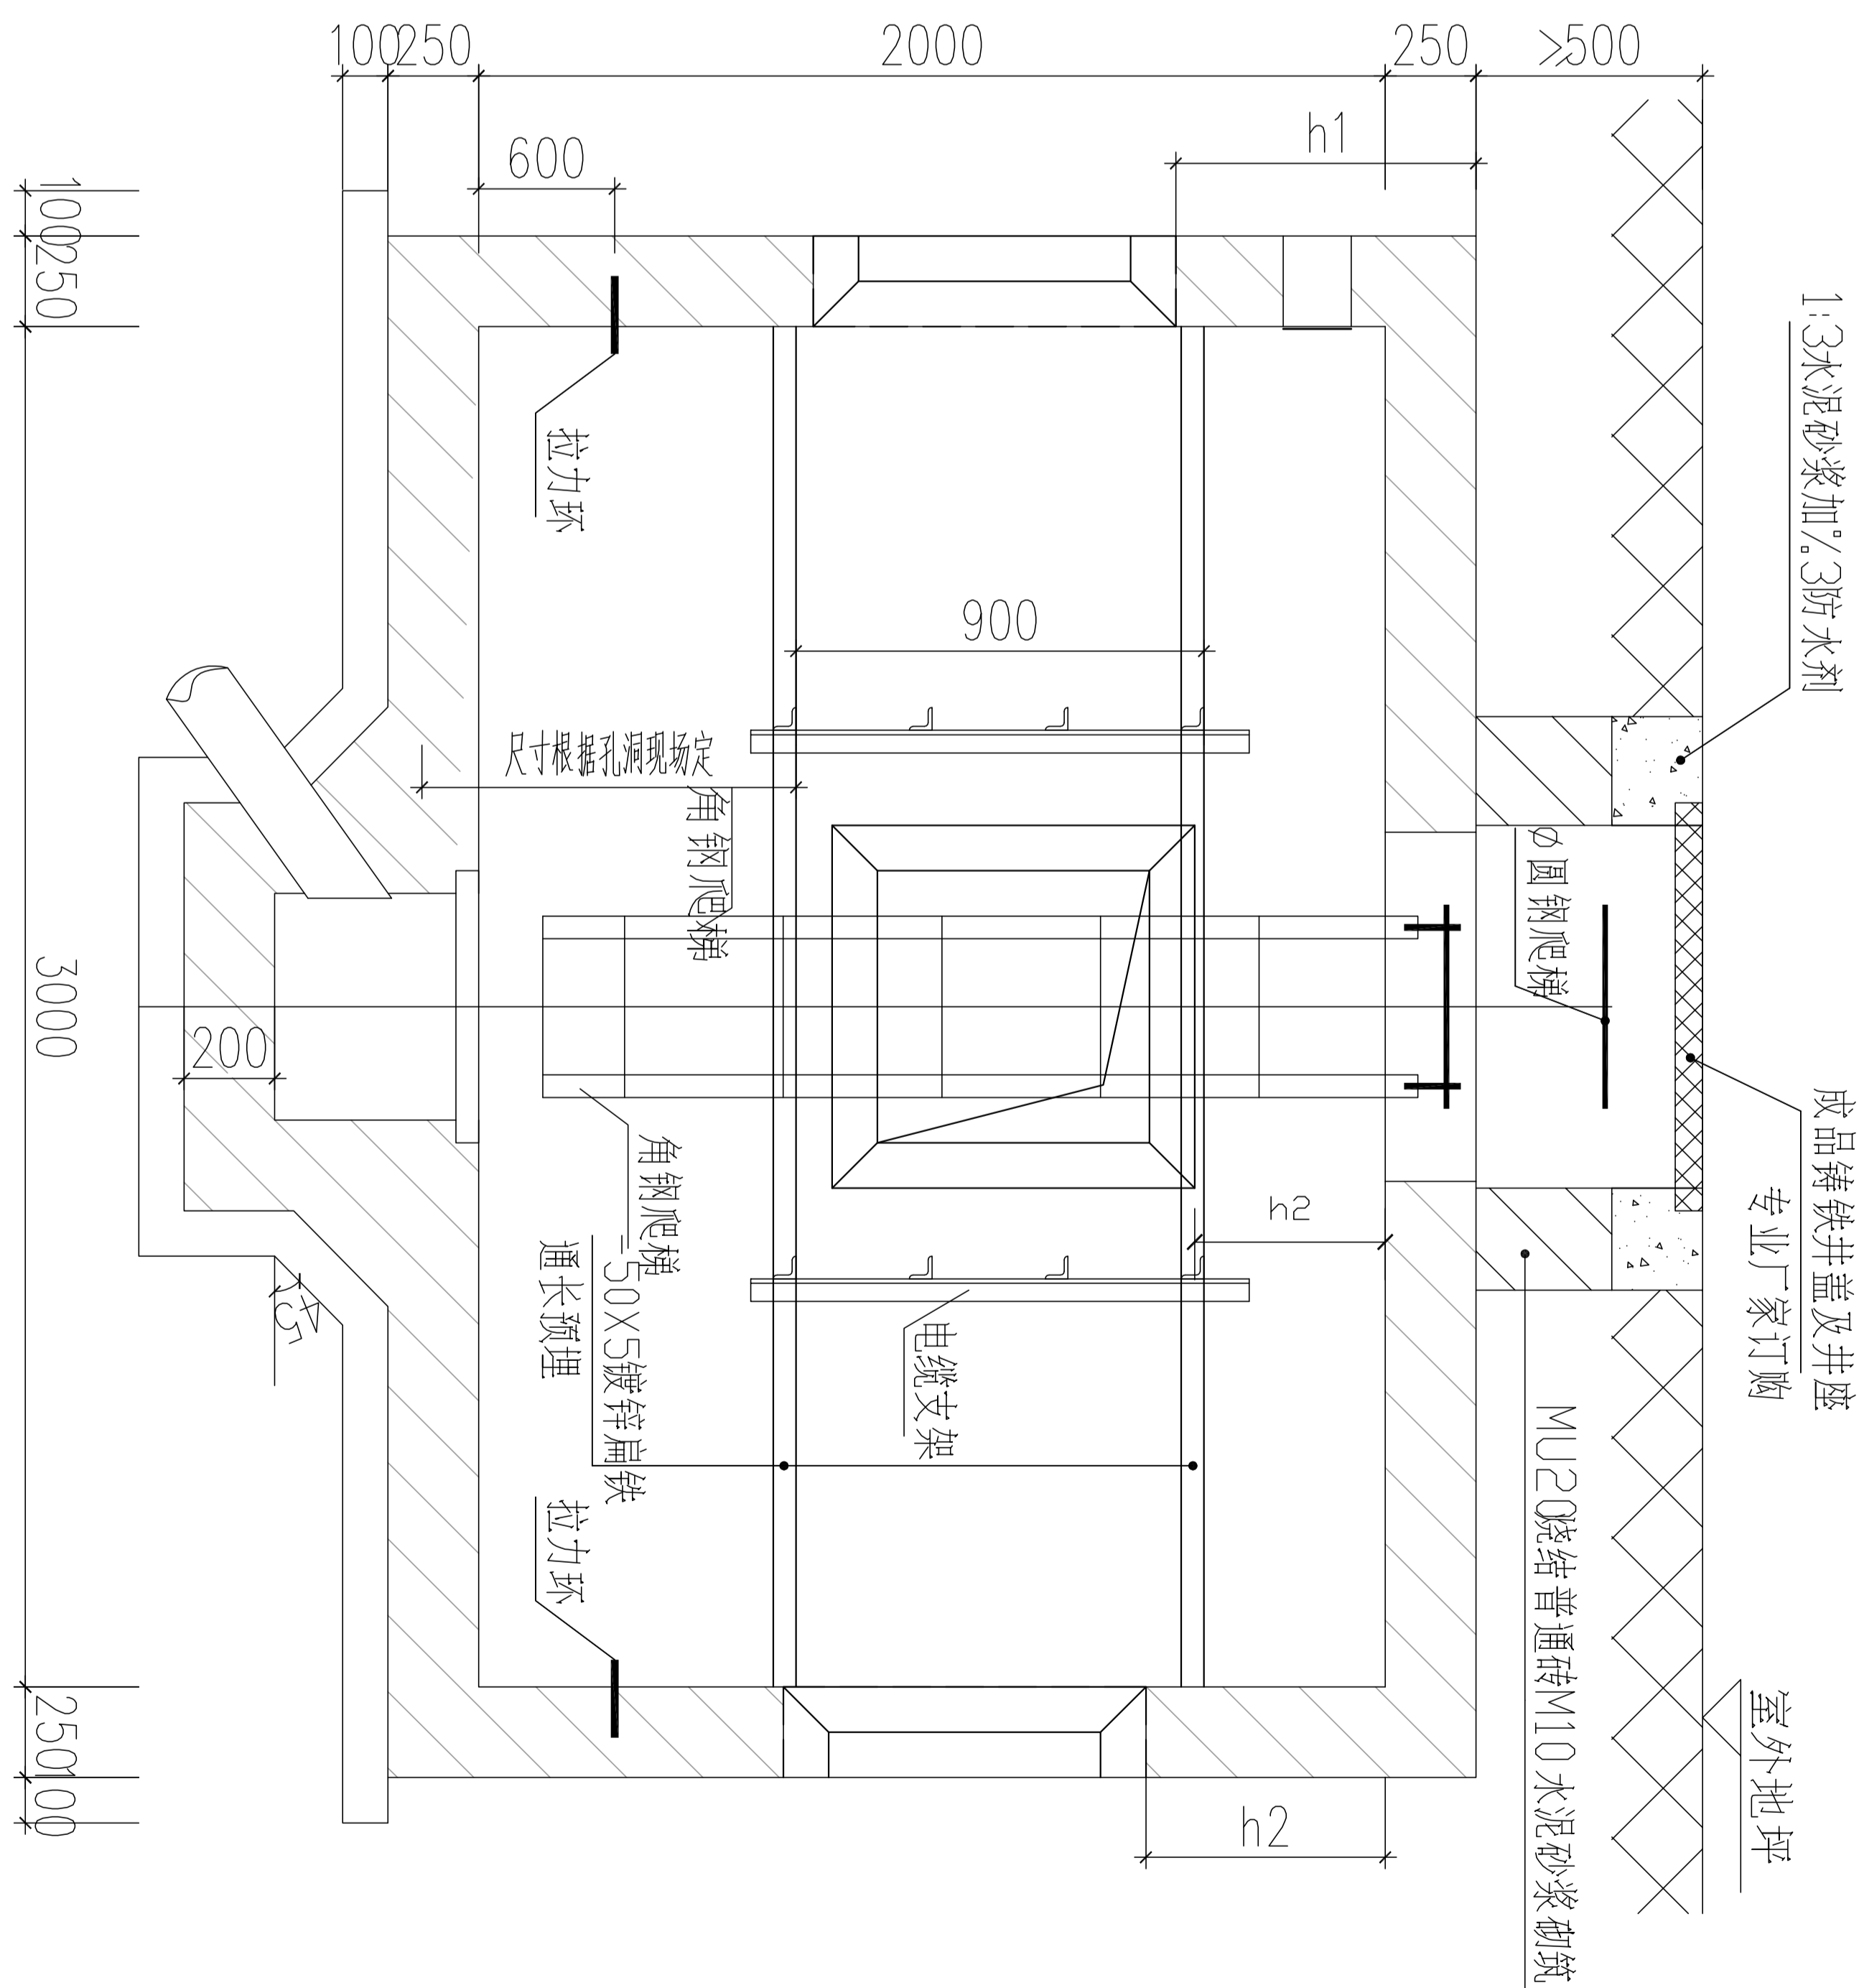 100
250
2000
250
≥500
600
h1
100
250
3000
250
100
1:3水泥砂浆加%.3防水剂
拉力环
900
尺寸根据孔洞现场定
角钢爬梯
ø圆钢爬梯
200
成品铸铁井盖及井座
专业厂家订购
角钢爬梯
h2
-50X5镀锌扁铁
通长预埋
45
电缆支架
MU20烧结普通砖M10水泥砂浆砌筑
拉力环
室外地坪
h2